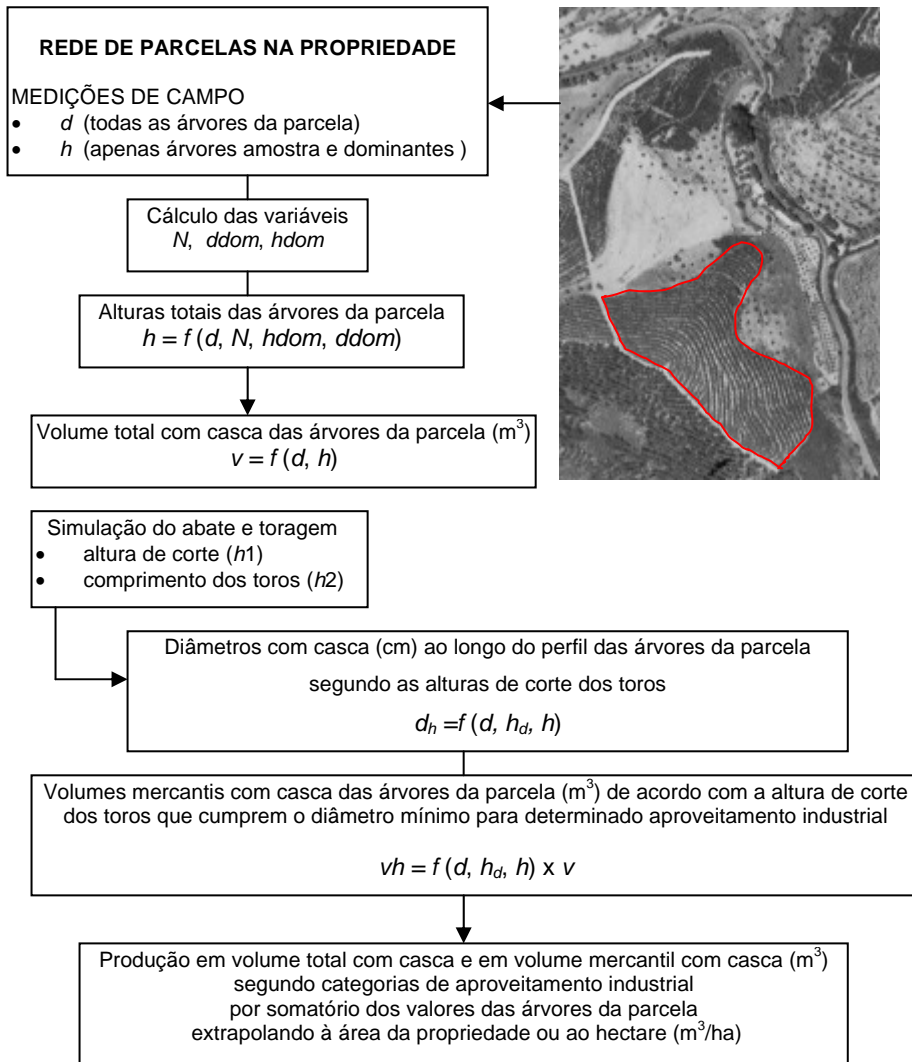 REDE DE PARCELAS NA PROPRIEDADE
MEDIÇÕES DE CAMPO
• d (todas as árvores da parcela)
• h (apenas árvores amostra e dominantes )
Cálculo das variáveis
N, ddom, hdom
Alturas totais das árvores da parcela
h = f (d, N, hdom, ddom)
Volume total com casca das árvores da parcela (m³)
v = f (d, h)
Simulação do abate e toragem
• altura de corte (h1)
• comprimento dos toros (h2)
Diâmetros com casca (cm) ao longo do perfil das árvores da parcela
segundo as alturas de corte dos toros
dₕ =f (d, h_d, h)
Volumes mercantis com casca das árvores da parcela (m³) de acordo com a altura de corte
dos toros que cumprem o diâmetro mínimo para determinado aproveitamento industrial
vh = f (d, h_d, h) x v
Produção em volume total com casca e em volume mercantil com casca (m³)
segundo categorias de aproveitamento industrial
por somatório dos valores das árvores da parcela
extrapolando à área da propriedade ou ao hectare (m³/ha)